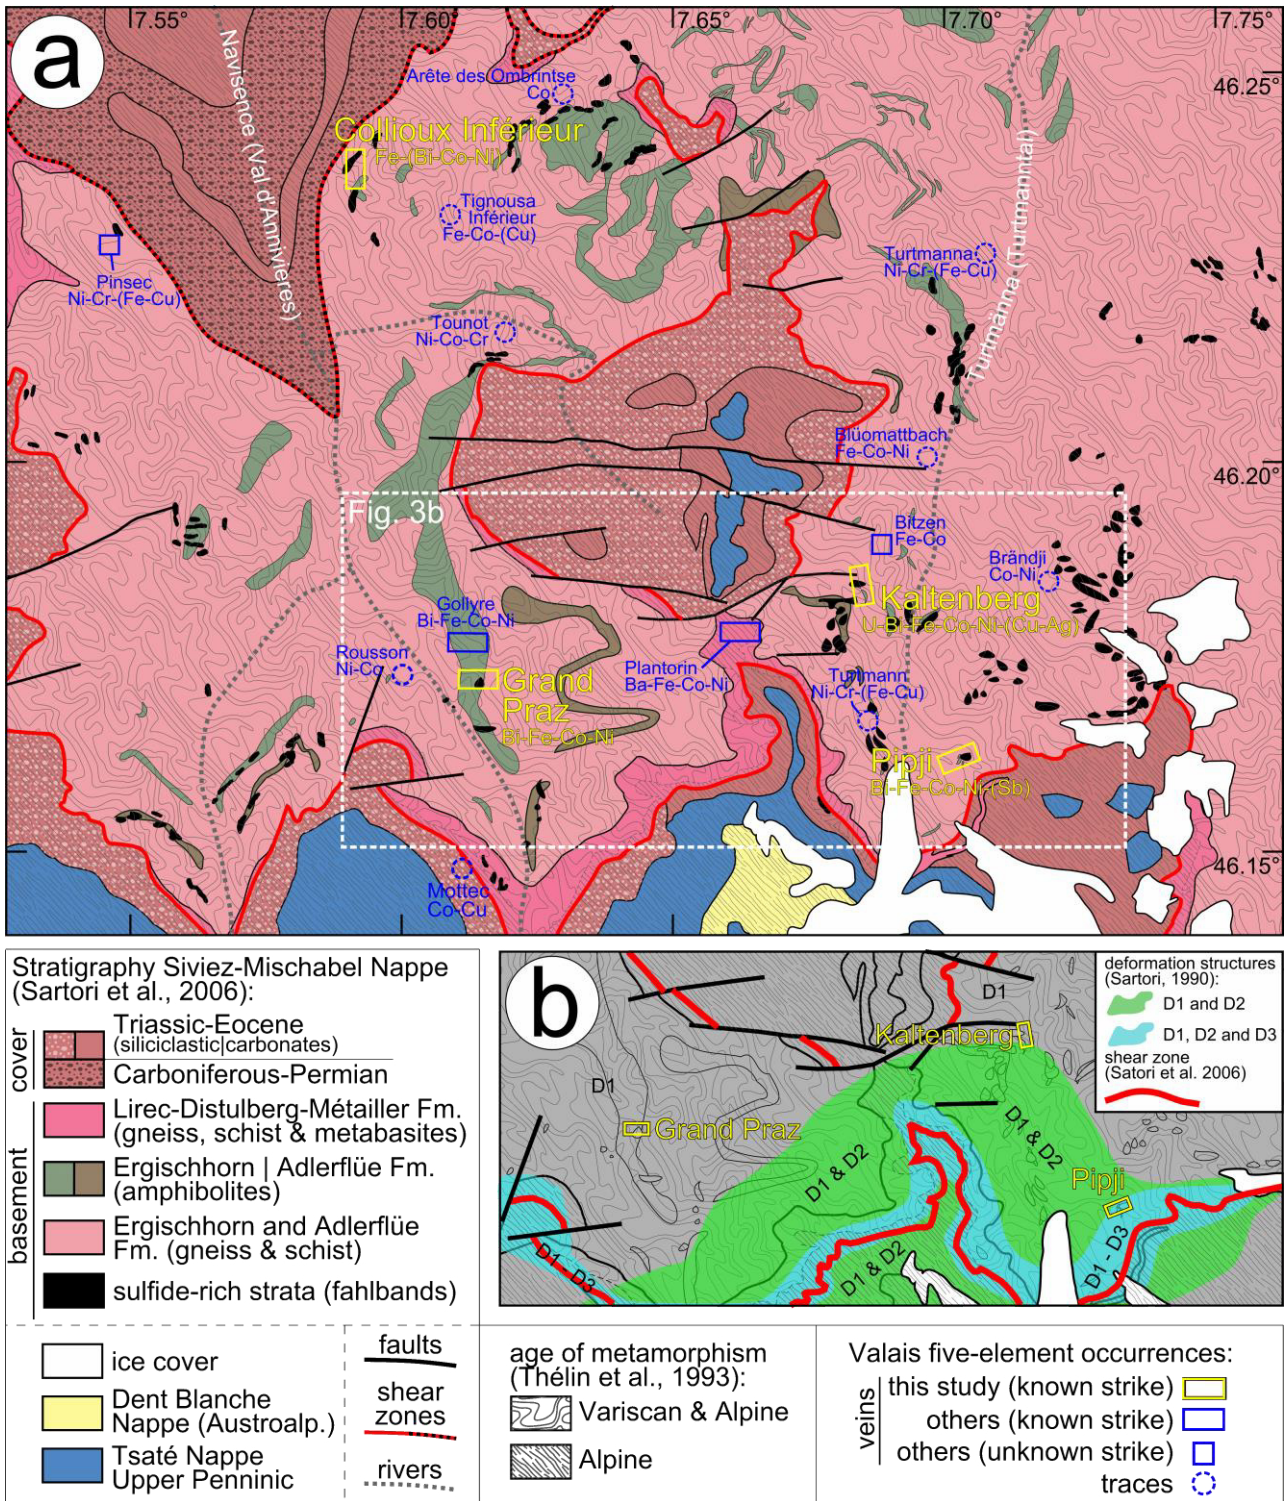 a
7.55°
7.60°
7.65°
7.70°
7.75°
46.25°
46.20°
46.15°
Navisence (Val d'Annivieres)
Turtmänna (Turtmanntal)
Arête des Ombrintse
Co
Collioux Inférieur
Fe-(Bi-Co-Ni)
Tignousa
Inférieur
Fe-Co-(Cu)
Pinsec
Ni-Cr-(Fe-Cu)
Turtmanna
Ni-Cr-(Fe-Cu)
Tounot
Ni-Co-Cr
Blüomattbach
Fe-Co-Ni
Fig. 3b
Bitzen
Fe-Co
Brändji
Co-Ni
Kaltenberg
U-Bi-Fe-Co-Ni-(Cu-Ag)
Gollyre
Bi-Fe-Co-Ni
Rousson
Ni-Co
Grand
Praz
Bi-Fe-Co-Ni
Plantorin
Ba-Fe-Co-Ni
Turtmann
Ni-Cr-(Fe-Cu)
Pipji
Bi-Fe-Co-Ni-(Sb)
Mottec
Co-Cu
Stratigraphy Siviez-Mischabel Nappe
(Sartori et al., 2006):
cover
Triassic-Eocene
(siliciclastic|carbonates)
Carboniferous-Permian
basement
Lirec-Distulberg-Métailler Fm.
(gneiss, schist & metabasites)
Ergischhorn | Adlerflüe Fm.
(amphibolites)
Ergischhorn and Adlerflüe
Fm. (gneiss & schist)
sulfide-rich strata (fahlbands)
ice cover
Dent Blanche
Nappe (Austroalp.)
Tsaté Nappe
Upper Penninic
faults
shear
zones
rivers
b
D1
Kaltenberg
D1
Grand Praz
D1 & D2
D1 & D2
Pipji
D1 - D3
D1 & D2
D1 - D3
deformation structures
(Sartori, 1990):
D1 and D2
D1, D2 and D3
shear zone
(Satori et al. 2006)
age of metamorphism
(Thélin et al., 1993):
Variscan & Alpine
Alpine
Valais five-element occurrences:
veins
this study (known strike)
others (known strike)
others (unknown strike)
traces